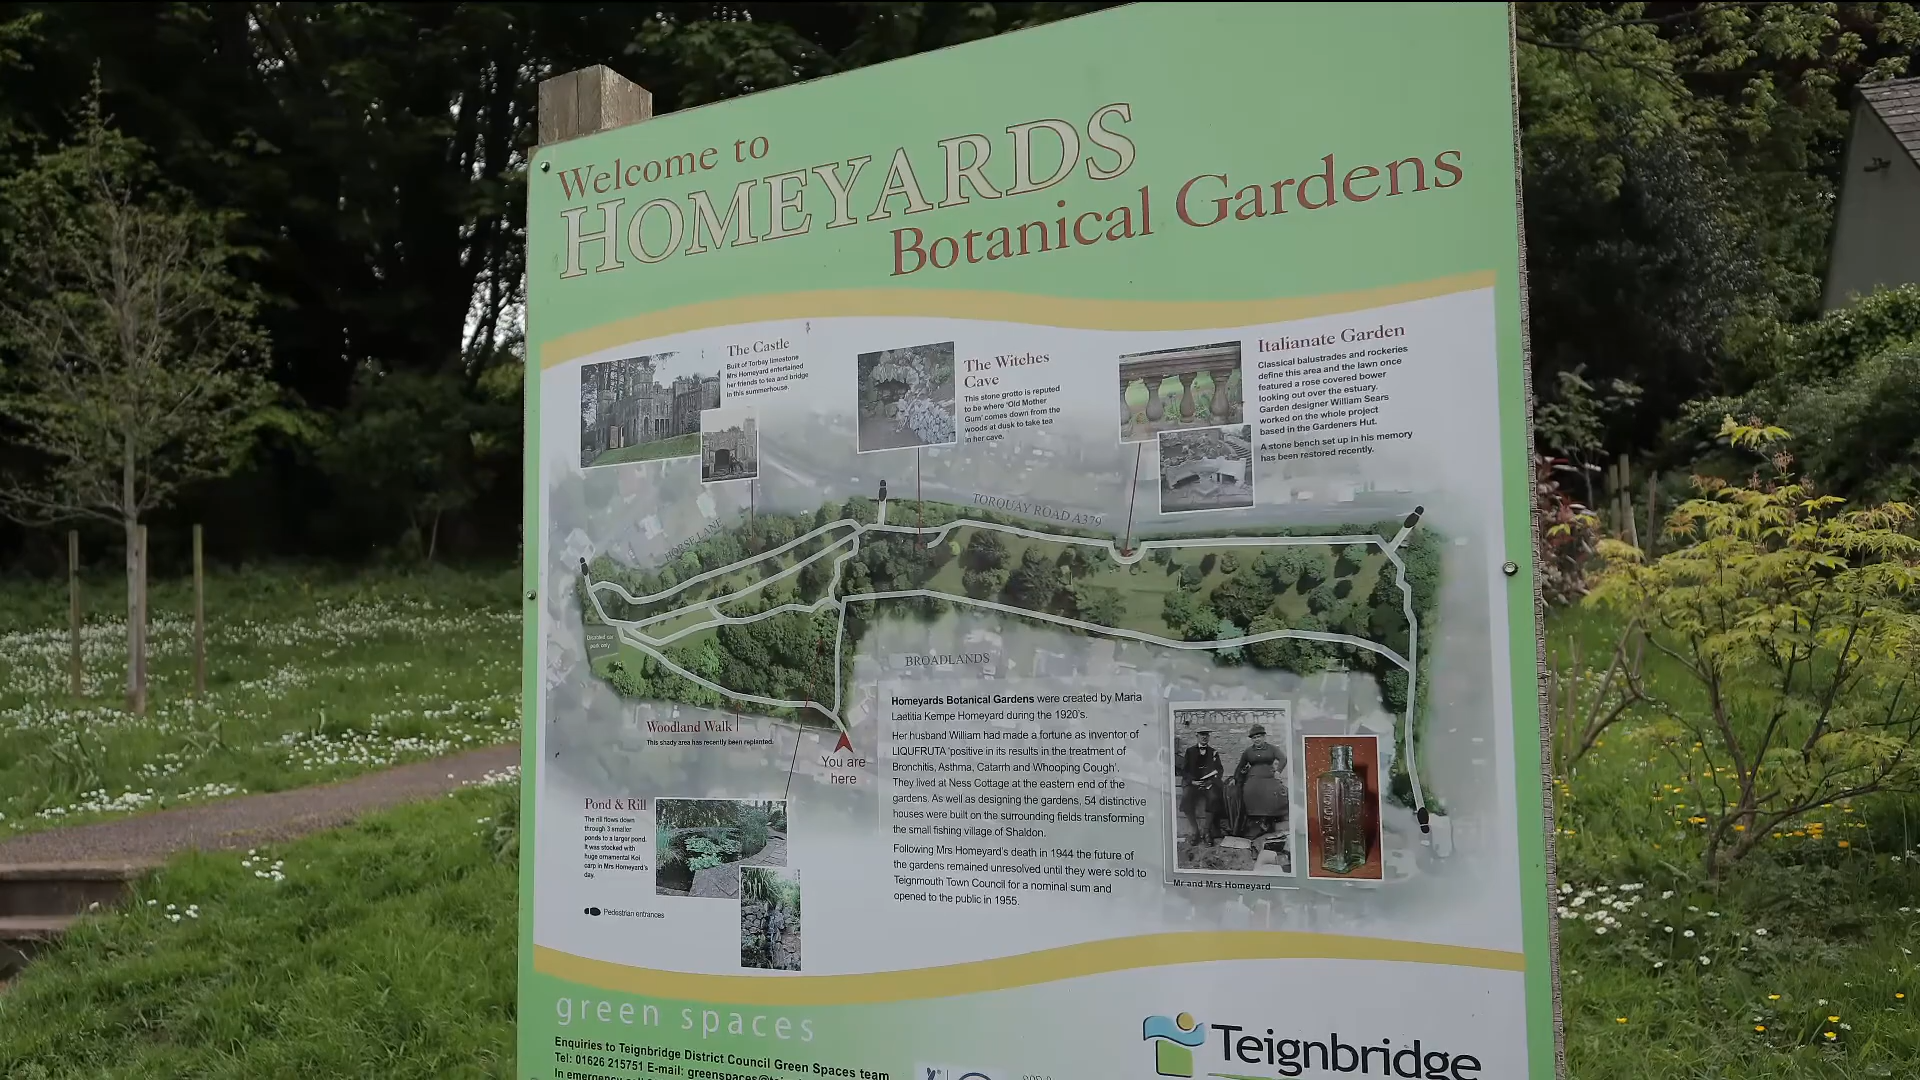 Welcome to
HOMEYARDS
Botanical Gardens
The Castle
Built of Torbay limestone
Mrs Homeyard entertained
her friends to tea and bridge
in this summerhouse.
The Witches
Cave
This stone grotto is reputed
to be where 'Old Mother
Gum' comes down from the
woods at dusk to take tea
in her cave.
Italianate Garden
Classical balustrades and rockeries
define this area and the lawn once
featured a rose covered bower
looking out over the estuary.
Garden designer William Sears
worked on the whole project
based in the Gardeners Hut.
A stone bench set up in his memory
has been restored recently.
HORSE LANE
TORQUAY ROAD A379
Disabled car
park only
BROADLANDS
Woodland Walk
This shady area has recently been replanted.
You are
here
Homeyards Botanical Gardens were created by Maria
Laetitia Kempe Homeyard during the 1920's.
Her husband William had made a fortune as inventor of
LIQUFRUTA 'positive in its results in the treatment of
Bronchitis, Asthma, Catarrh and Whooping Cough'.
They lived at Ness Cottage at the eastern end of the
gardens. As well as designing the gardens, 54 distinctive
houses were built on the surrounding fields transforming
the small fishing village of Shaldon.
Following Mrs Homeyard's death in 1944 the future of
the gardens remained unresolved until they were sold to
Teignmouth Town Council for a nominal sum and
opened to the public in 1955.
Mr and Mrs Homeyard
Pond & Rill
The rill flows down
through 3 smaller
ponds to a larger pond.
It was stocked with
huge ornamental Koi
carp in Mrs Homeyard's
day.
Pedestrian entrances
green spaces
Enquiries to Teignbridge District Council Green Spaces team
Tel: 01626 215751 E-mail:
In emergency
Teignbridge